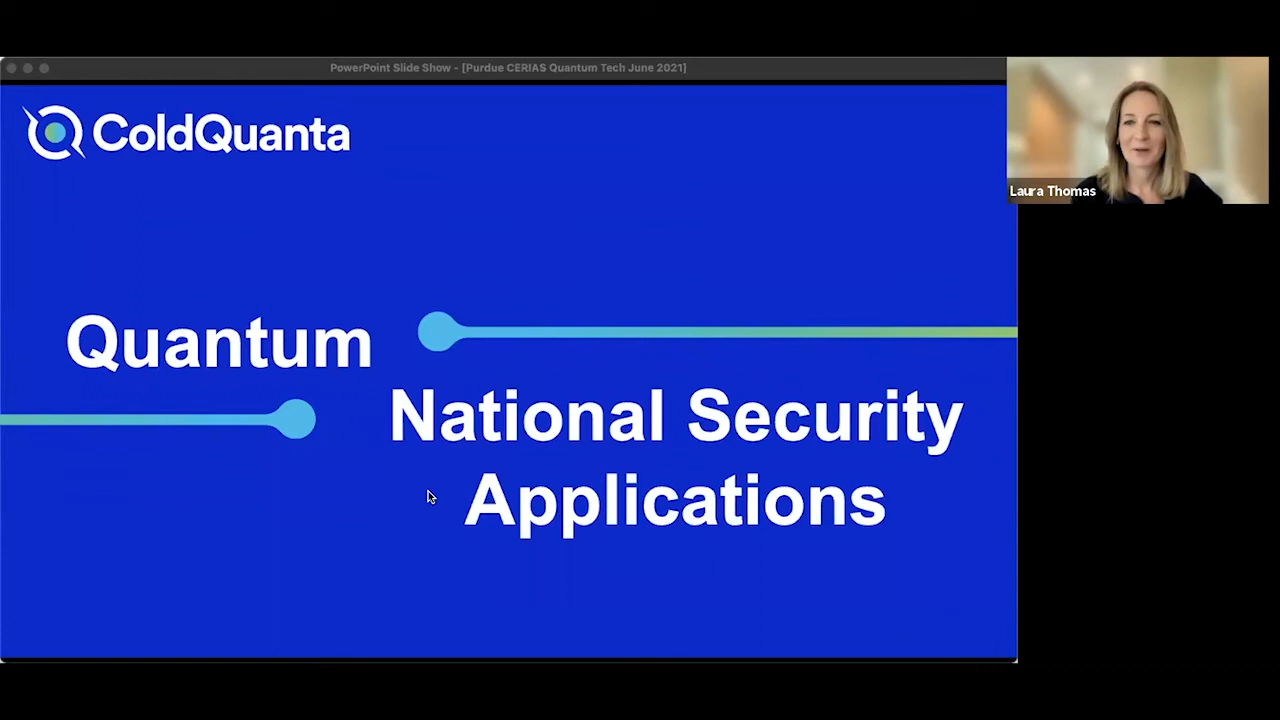 PowerPoint Slide Show - [Purdue CERIAS Quantum Tech June 2021]
ColdQuanta
Laura Thomas
Quantum
National Security
Applications